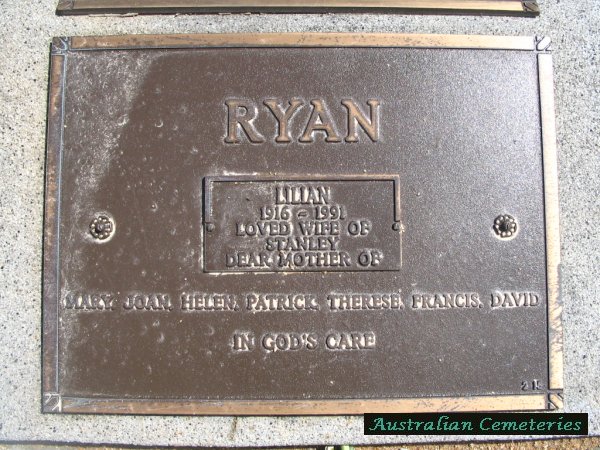 RYAN
LILIAN
1916 ~ 1991
LOVED WIFE OF
STANLEY
DEAR MOTHER OF
MARY, JOAN, HELEN, PATRICK, THERESE, FRANCIS, DAVID
IN GOD'S CARE
Australian Cemeteries